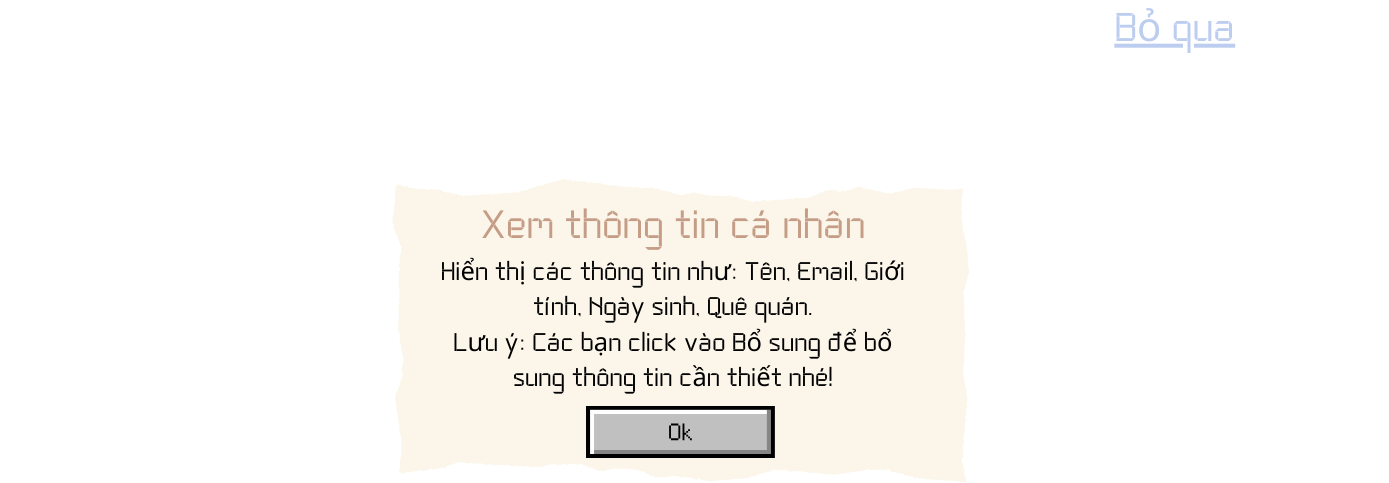 Bỏ qua
Xem thông tin cá nhân
Hiển thị các thông tin như: Tên, Email, Giới
tính, Ngày sinh, Quê quán.
Lưu ý: Các bạn click vào Bổ sung để bổ
sung thông tin cần thiết nhé!
Ok